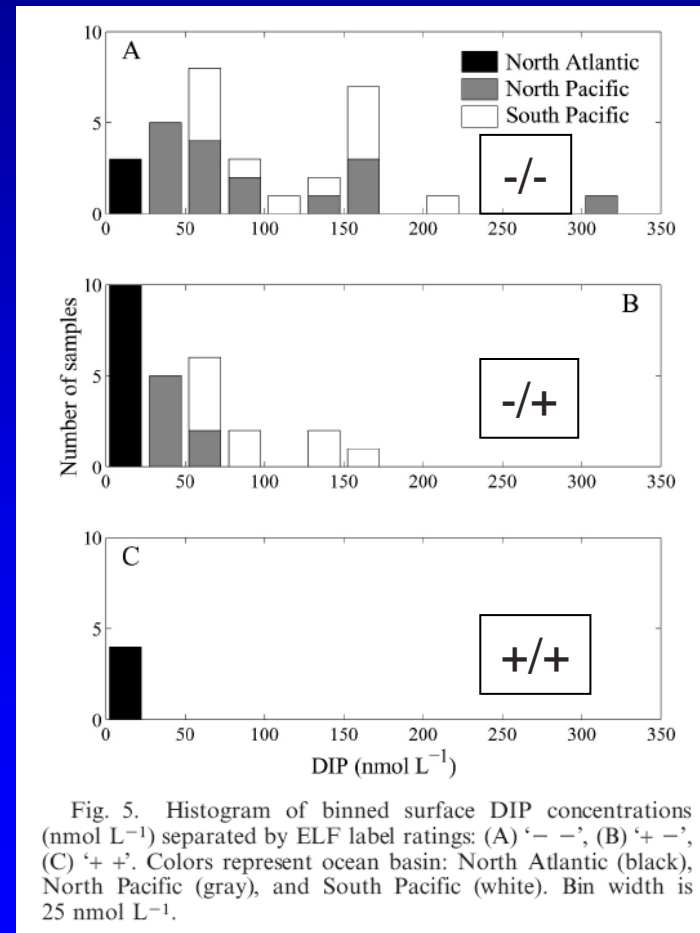 A
North Atlantic
North Pacific
South Pacific
-/-
10
5
0
0 50 100 150 200 250 300 350
B
-/+
Number of samples
10
5
0
0 50 100 150 200 250 300 350
C
+/+
10
5
0
0 50 100 150 200 250 300 350
DIP (nmol L−1)
Fig. 5. Histogram of binned surface DIP concentrations
(nmol L−1) separated by ELF label ratings: (A) ‘− −’, (B) ‘+ −’,
(C) ‘+ +’. Colors represent ocean basin: North Atlantic (black),
North Pacific (gray), and South Pacific (white). Bin width is
25 nmol L−1.